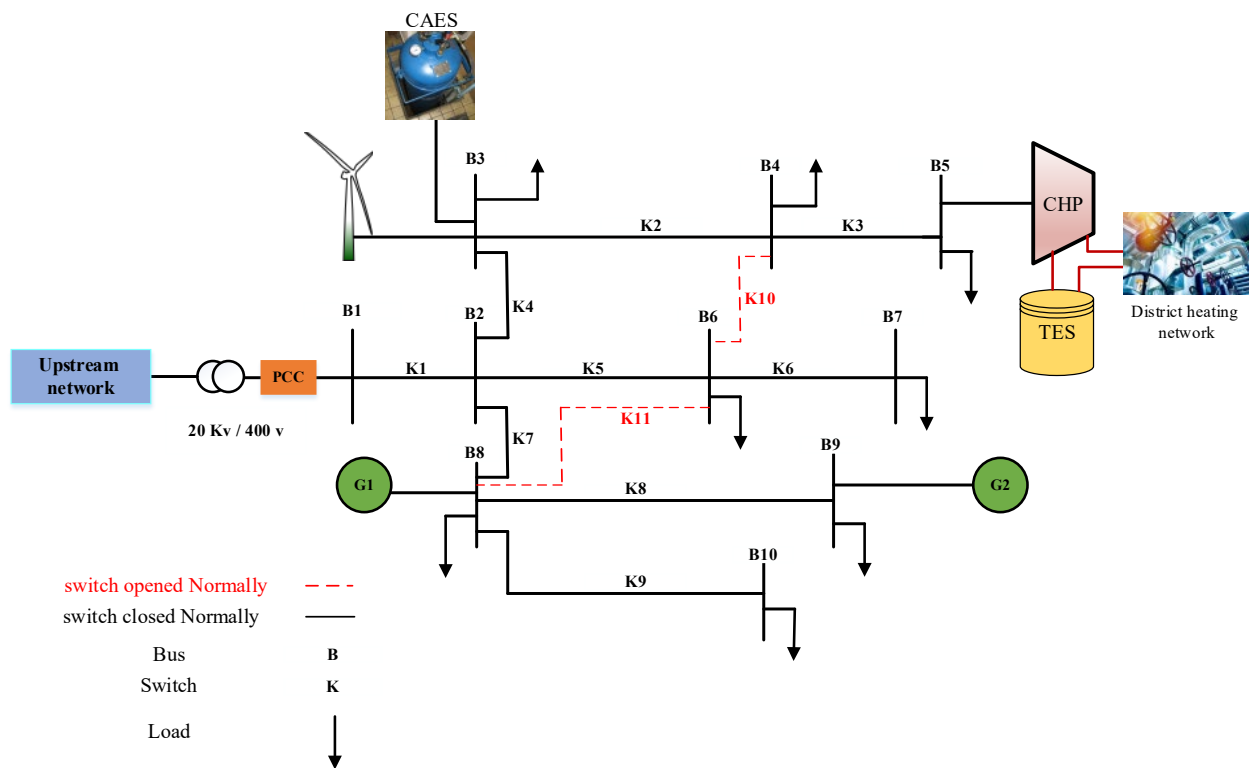 CAES
B3
B4
B5
CHP
K2
K3
K10
K4
TES
District heating
network
B1
B2
B6
B7
Upstream
network
PCC
K1
K5
K6
20 Kv / 400 v
K11
K7
B8
B9
G1
G2
K8
B10
K9
switch opened Normally
switch closed Normally
Bus
B
Switch
K
Load